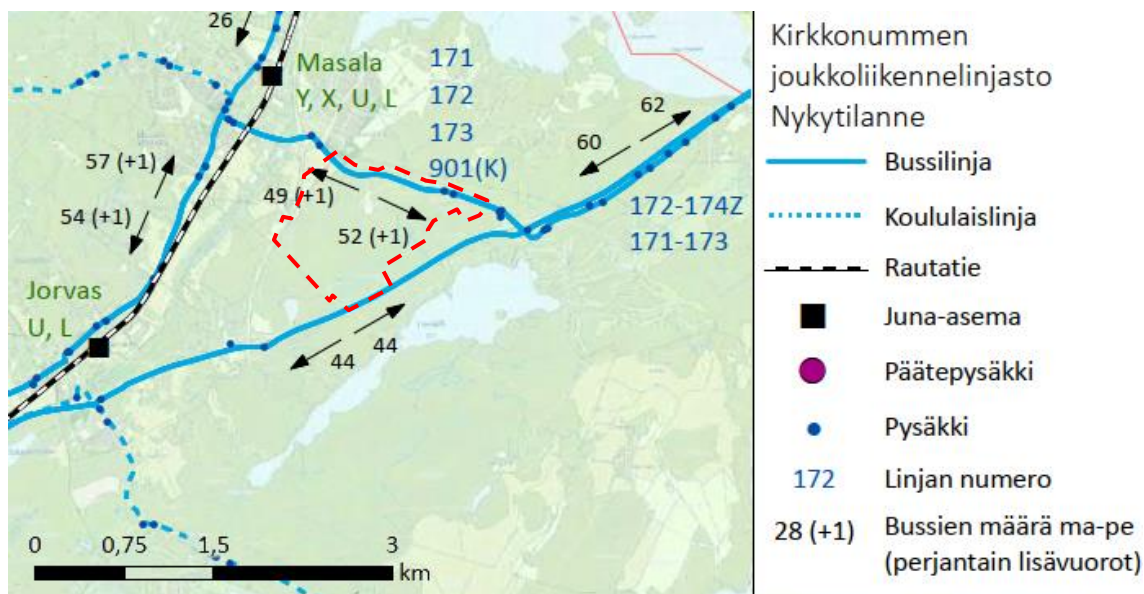 26
Masala
Y, X, U, L
171
172
173
901(K)
62
60
57 (+1)
54 (+1)
49 (+1)
52 (+1)
172-174Z
171-173
Jorvas
U, L
44
44
0
0,75
1,5
3
km
Kirkkonummen
joukkoliikennelinjasto
Nykytilanne
Bussilinja
Koululaislinja
Rautatie
Juna-asema
Päätepysäkki
Pysäkki
172 Linjan numero
28 (+1) Bussien määrä ma-pe
(perjantain lisävuorot)